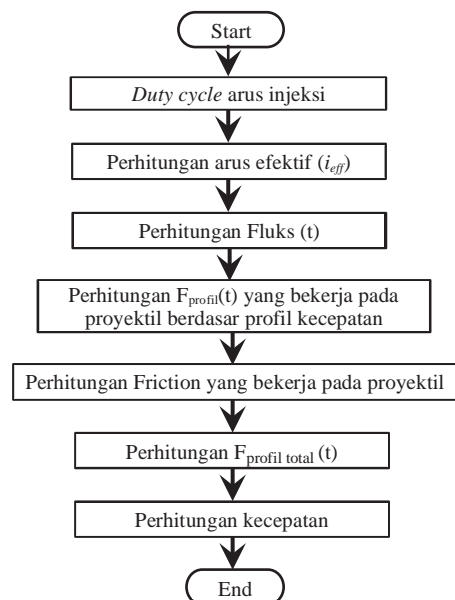 Start
Duty cycle arus injeksi
Perhitungan arus efektif (ieff)
Perhitungan Fluks (t)
Perhitungan Fprofil(t) yang bekerja pada
proyektil berdasar profil kecepatan
Perhitungan Friction yang bekerja pada proyektil
Perhitungan Fprofil total (t)
Perhitungan kecepatan
End